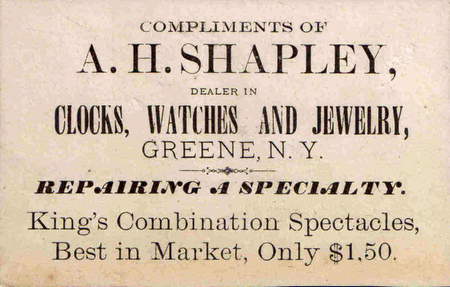 COMPLIMENTS OF
A. H. SHAPLEY,
DEALER IN
CLOCKS, WATCHES AND JEWELRY,
GREENE, N. Y.
REPAIRING A SPECIALTY.
King's Combination Spectacles,
Best in Market, Only $1.50.